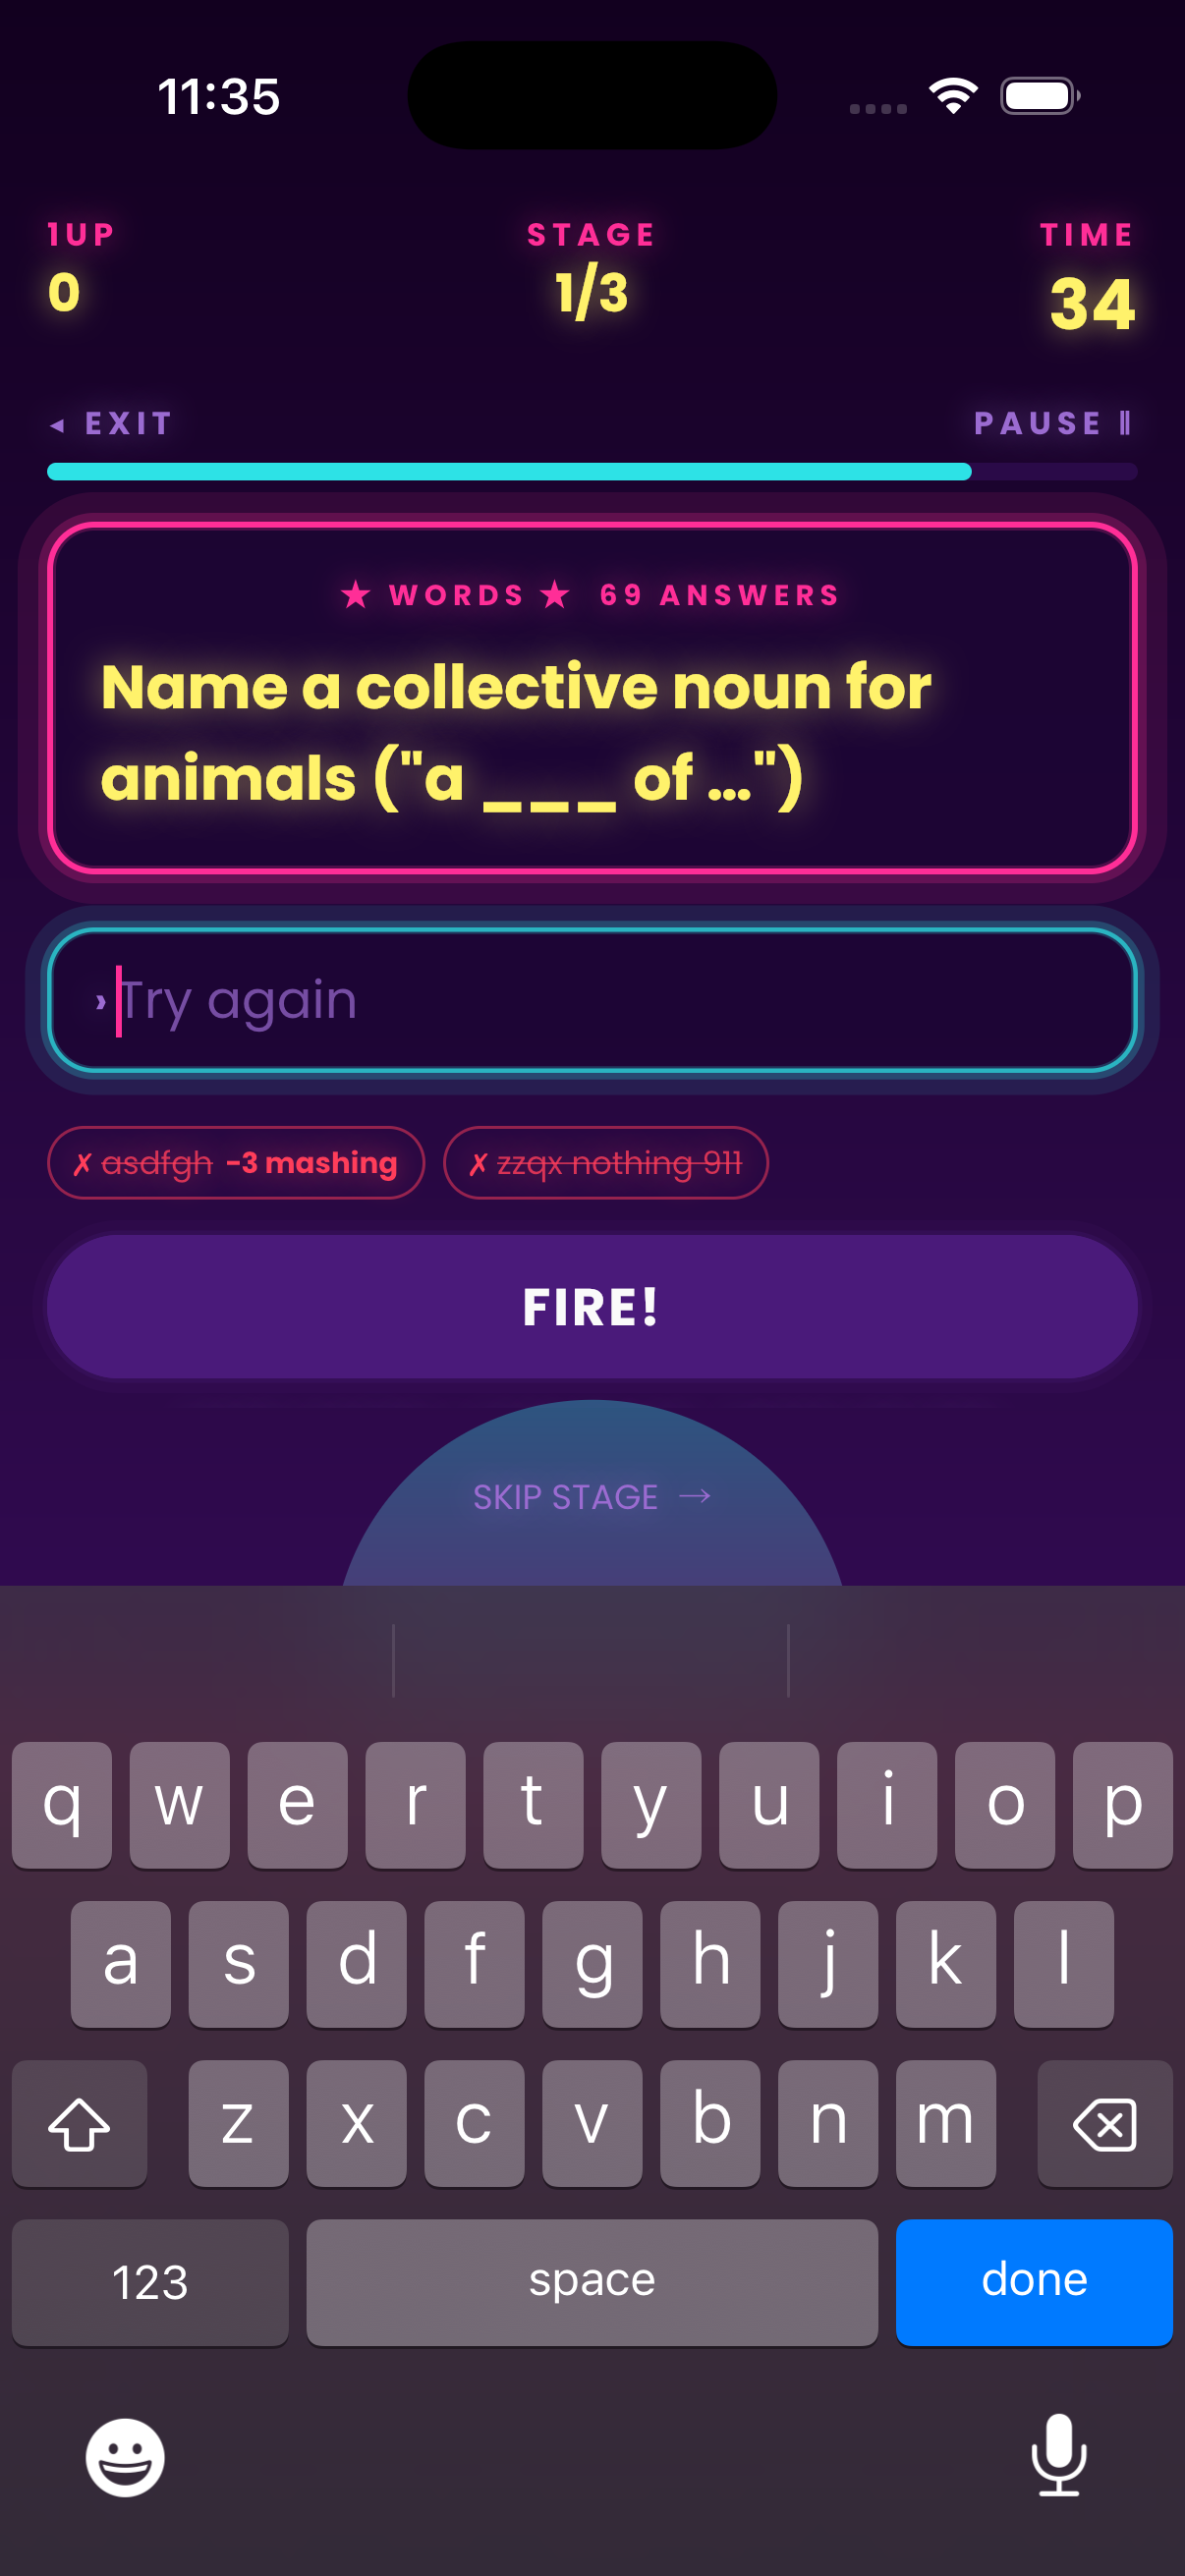 11:35
1UP STAGE TIME
0 1/3 34
◂ EXIT PAUSE ‖
★ WORDS ★ 69 ANSWERS
Name a collective noun for
animals ("a ___ of ...")
› Try again
✗ asdfgh -3 mashing ✗ zzqx nothing 911
FIRE!
SKIP STAGE →
q w e r t y u i o p
a s d f g h j k l
z x c v b n m
123 space done